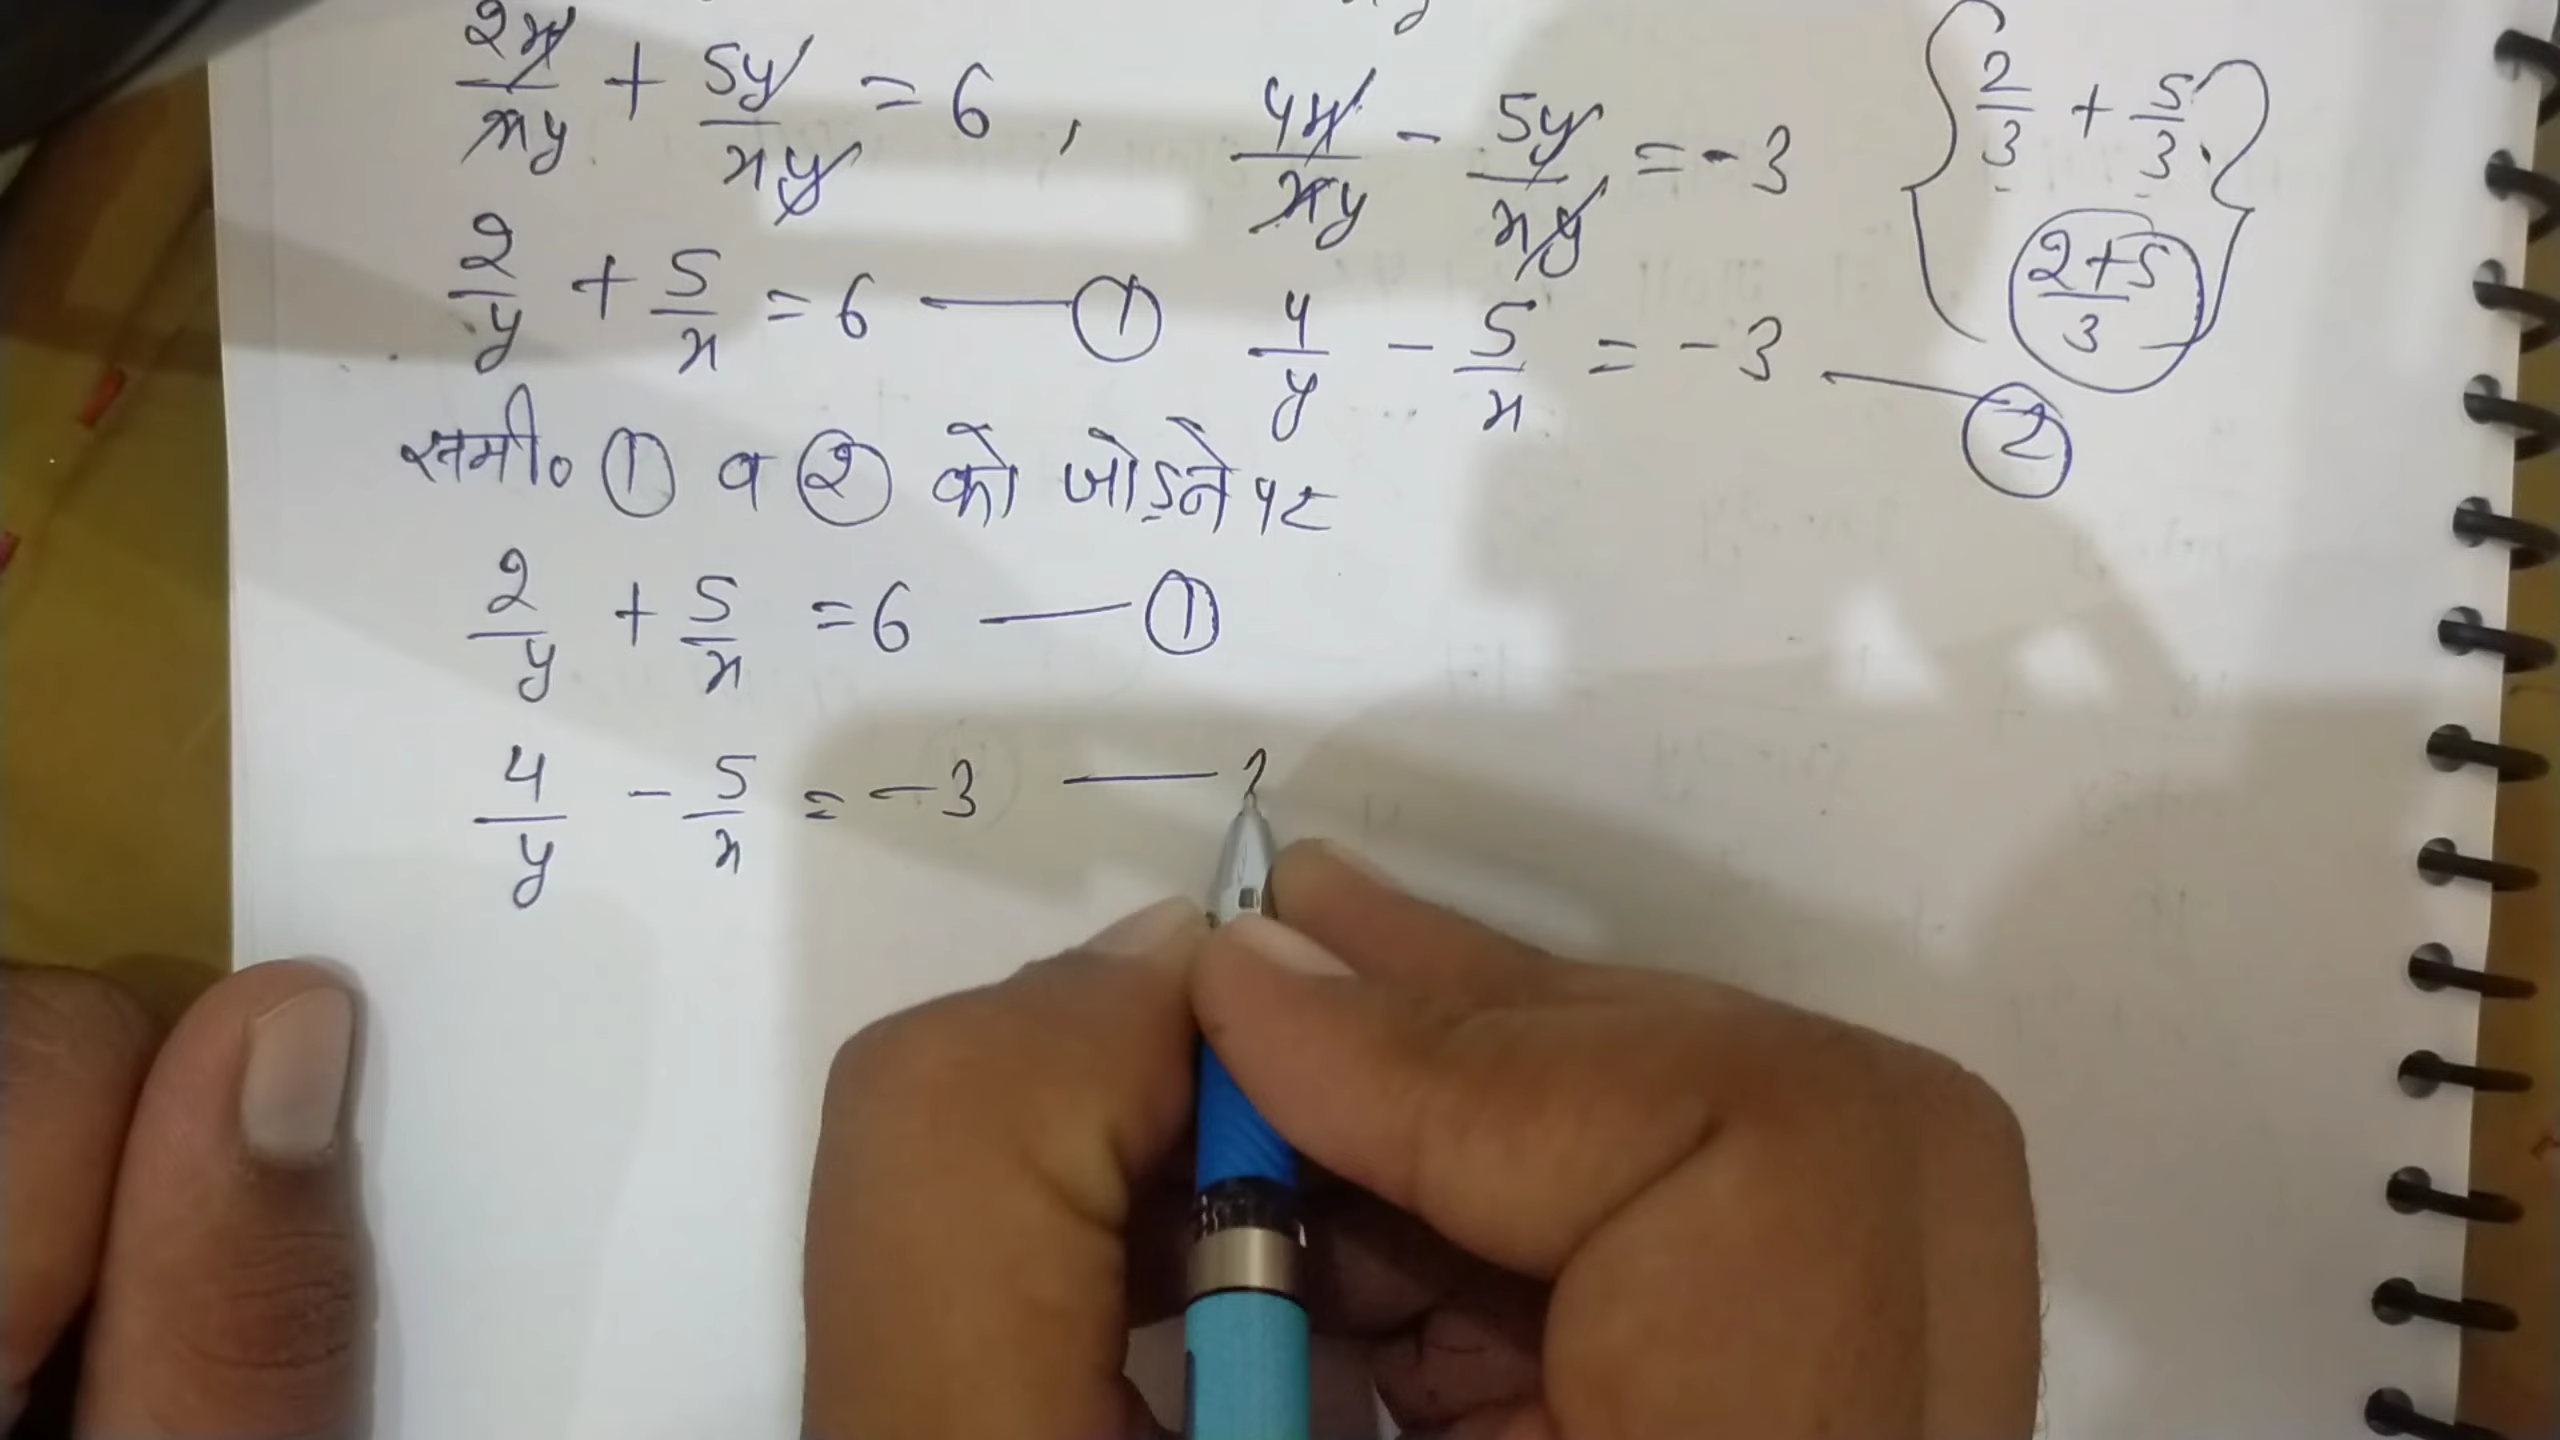 2x/xy + 5y/xy = 6 , 4x/xy - 5y/xy = -3 { 2/3 + 5/3 }
2/y + 5/x = 6 — ① 4/y - 5/x = -3 — ② (2+5)/3
समी० ① व ② को जोड़ने पर
2/y + 5/x = 6 — ①
4/y - 5/x = -3 — 2